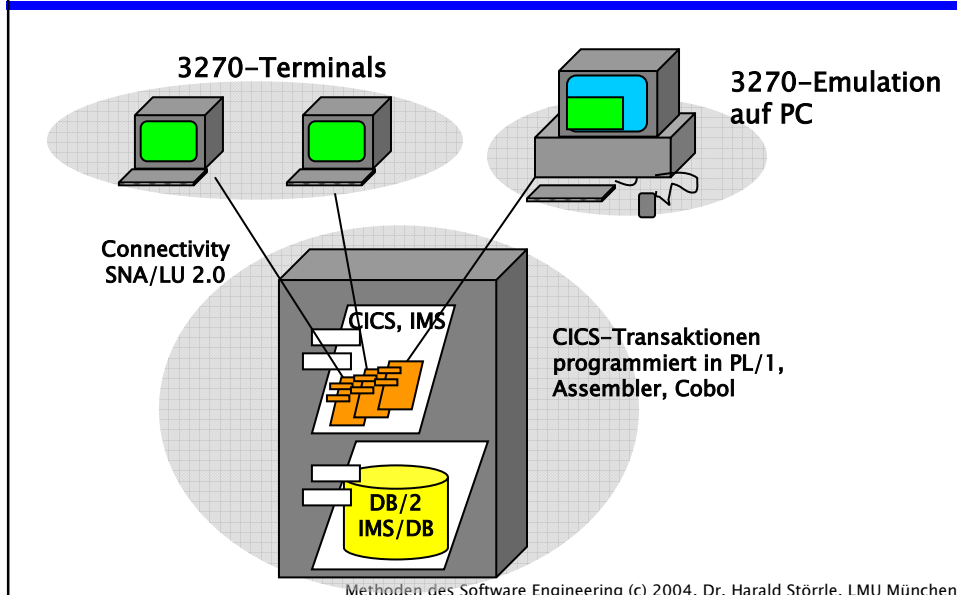 3270-Terminals
3270-Emulation
auf PC
Connectivity
SNA/LU 2.0
CICS, IMS
CICS-Transaktionen
programmiert in PL/1,
Assembler, Cobol
DB/2
IMS/DB
Methoden des Software Engineering (c) 2004, Dr. Harald Störrle, LMU München